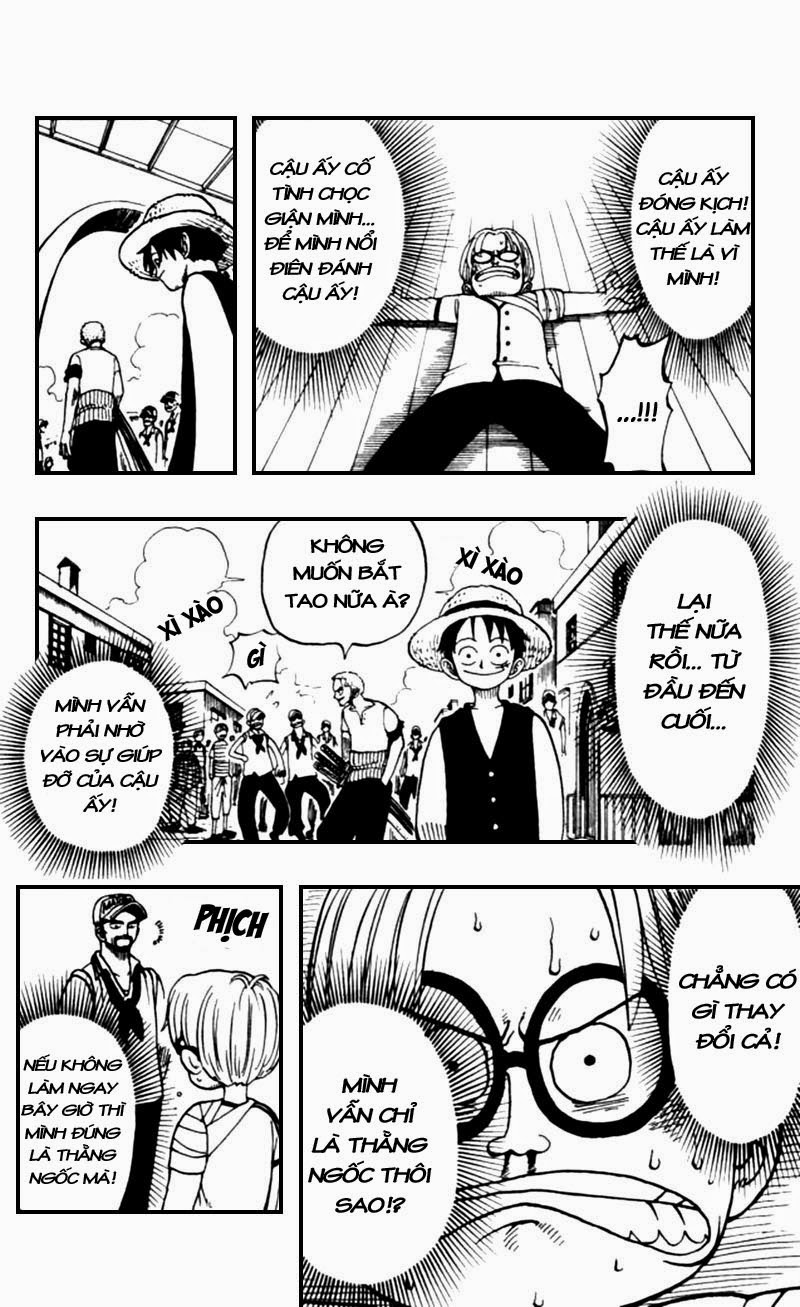 CẬU ẤY
ĐÓNG KỊCH!
CẬU ẤY LÀM
THẾ LÀ VÌ
MÌNH!
CẬU ẤY CỐ
TÌNH CHỌC
GIẬN MÌNH...
ĐỂ MÌNH NỔI
ĐIÊN ĐÁNH
CẬU ẤY!
...!!!
LẠI
THẾ NỮA
RỒI... TỪ
ĐẦU ĐẾN
CUỐI...
XÌ XÀO
KHÔNG
MUỐN BẮT
TAO NỮA À?
GÌ
XÌ XÀO
MÌNH VẪN
PHẢI NHỜ
VÀO SỰ GIÚP
ĐỠ CỦA CẬU
ẤY!
CHẲNG CÓ
GÌ THAY
ĐỔI CẢ!
MÌNH
VẪN CHỈ
LÀ THẰNG
NGỐC THÔI
SAO!?
PHỊCH
NẾU KHÔNG
LÀM NGAY
BÂY GIỜ THÌ
MÌNH ĐÚNG
LÀ THẰNG
NGỐC MÀ!